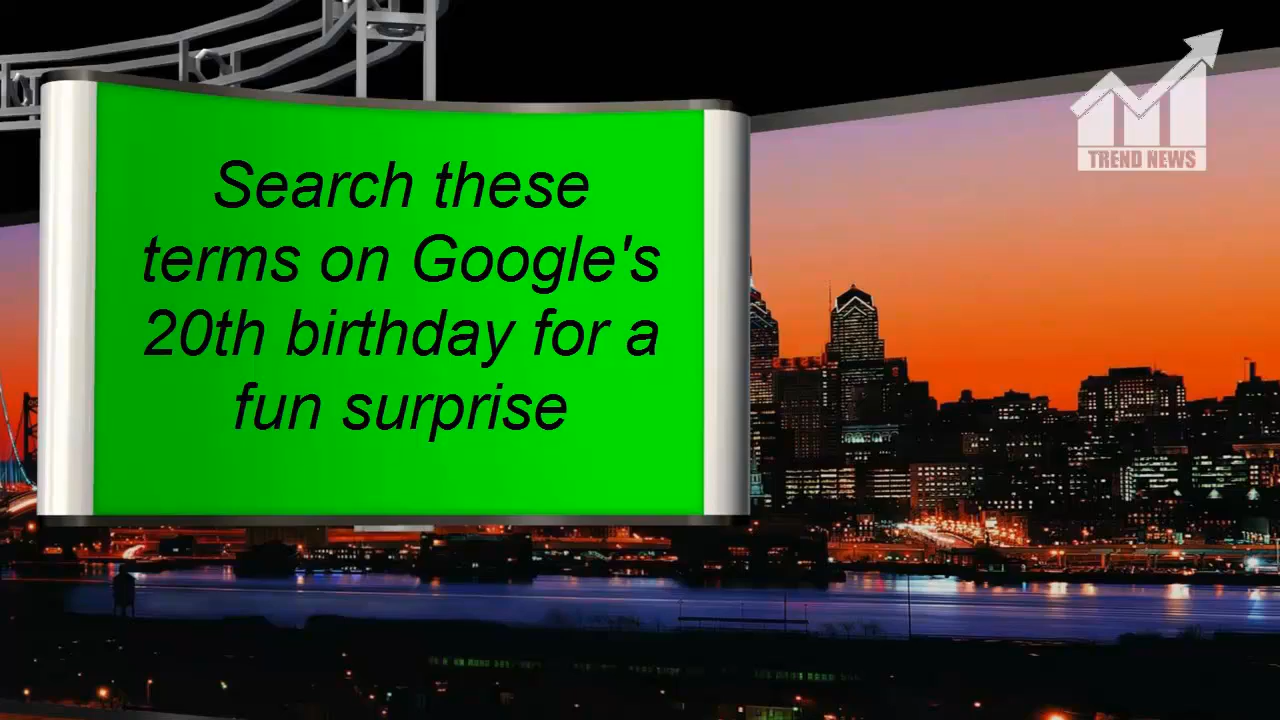 Search these
terms on Google's
20th birthday for a
fun surprise
TREND NEWS